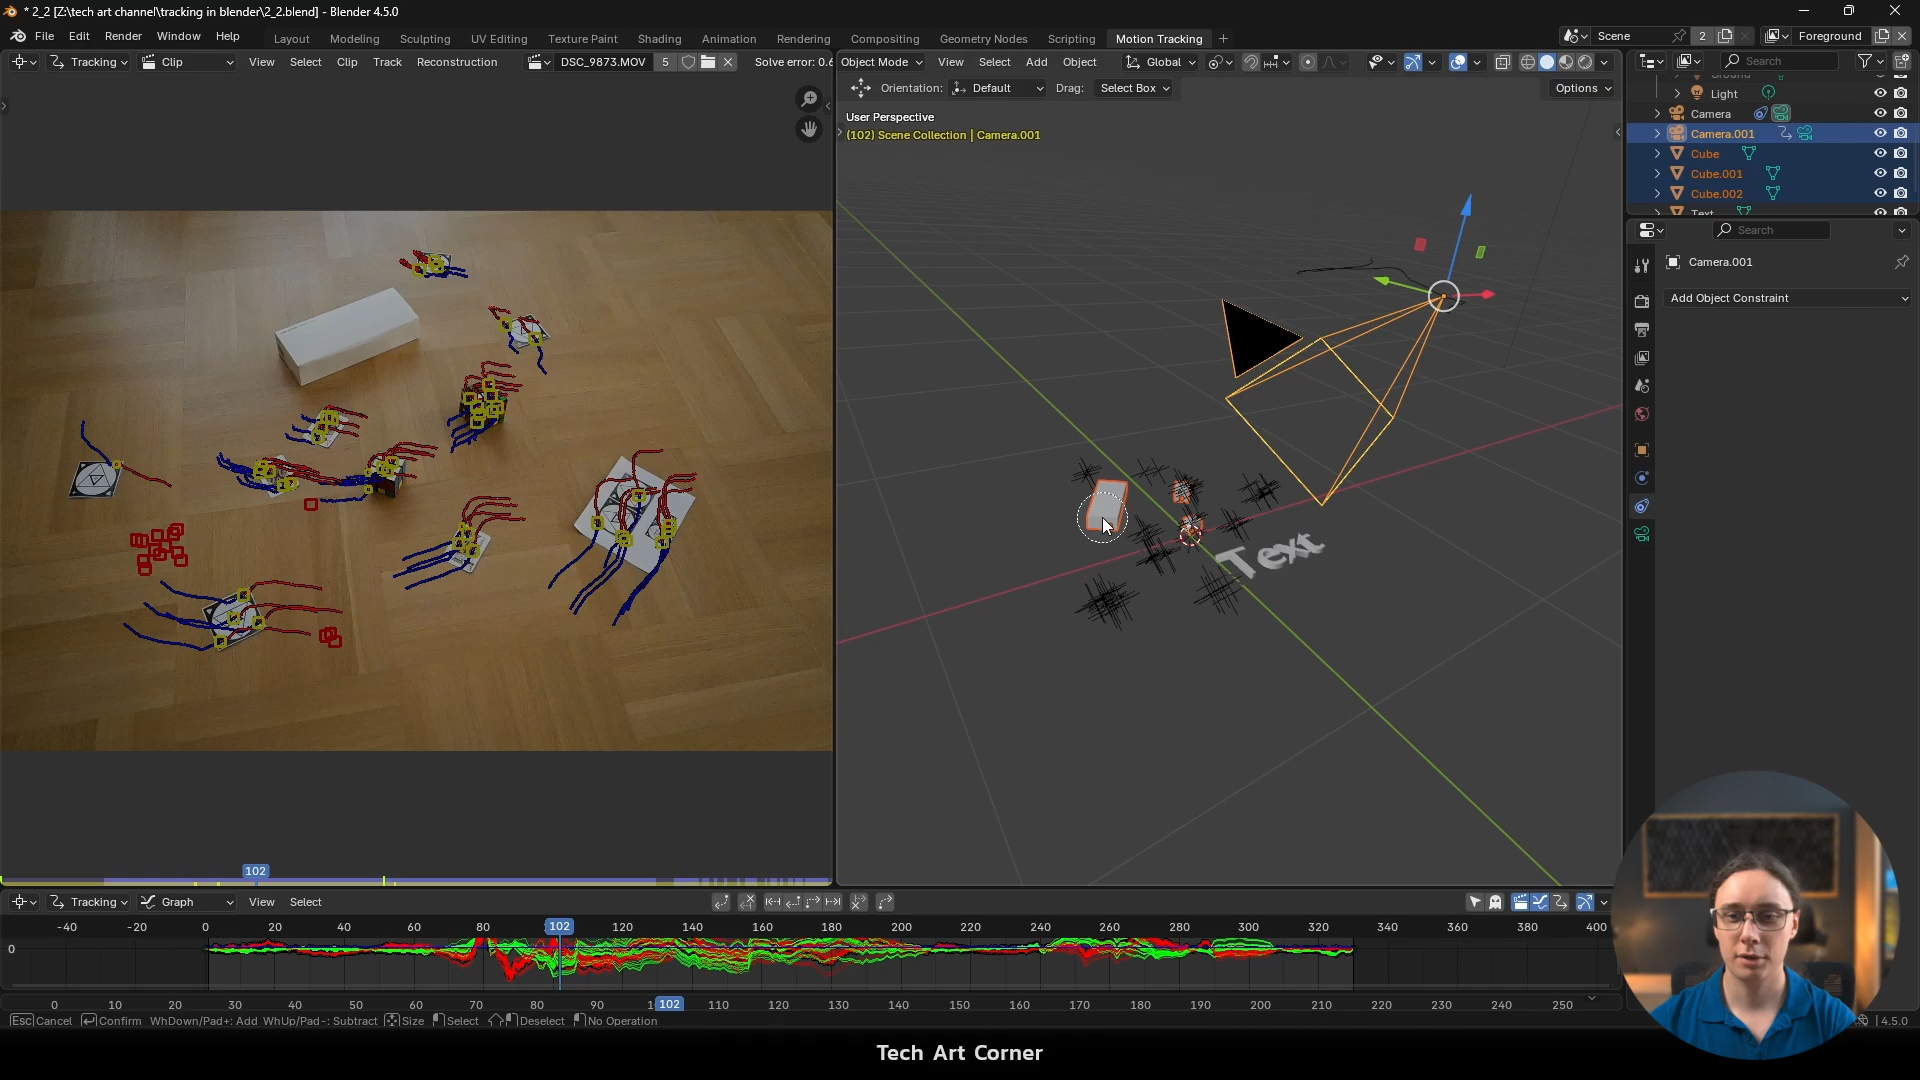 * 2_2 [Z:\tech art channel\tracking in blender\2_2.blend] - Blender 4.5.0
File Edit Render Window Help Layout Modeling Sculpting UV Editing Texture Paint Shading Animation Rendering Compositing Geometry Nodes Scripting Motion Tracking + Scene 2 Foreground
Tracking Clip View Select Clip Track Reconstruction DSC_9873.MOV 5 Solve error: 0.6 Object Mode View Select Add Object Global Search
Orientation: Default Drag: Select Box Options
User Perspective
(102) Scene Collection | Camera.001
Light
Camera
Camera.001
Cube
Cube.001
Cube.002
Text
Search
Camera.001
Add Object Constraint
Text
102
Tracking Graph View Select
-40 -20 0 20 40 60 80 102 120 140 160 180 200 220 240 260 280 300 320 340 360 380 400
0
0 10 20 30 40 50 60 70 80 90 102 110 120 130 140 150 160 170 180 190 200 210 220 230 240 250
Esc Cancel Confirm WhDown/Pad+: Add WhUp/Pad-: Subtract Size Select Deselect No Operation 4.5.0
Tech Art Corner